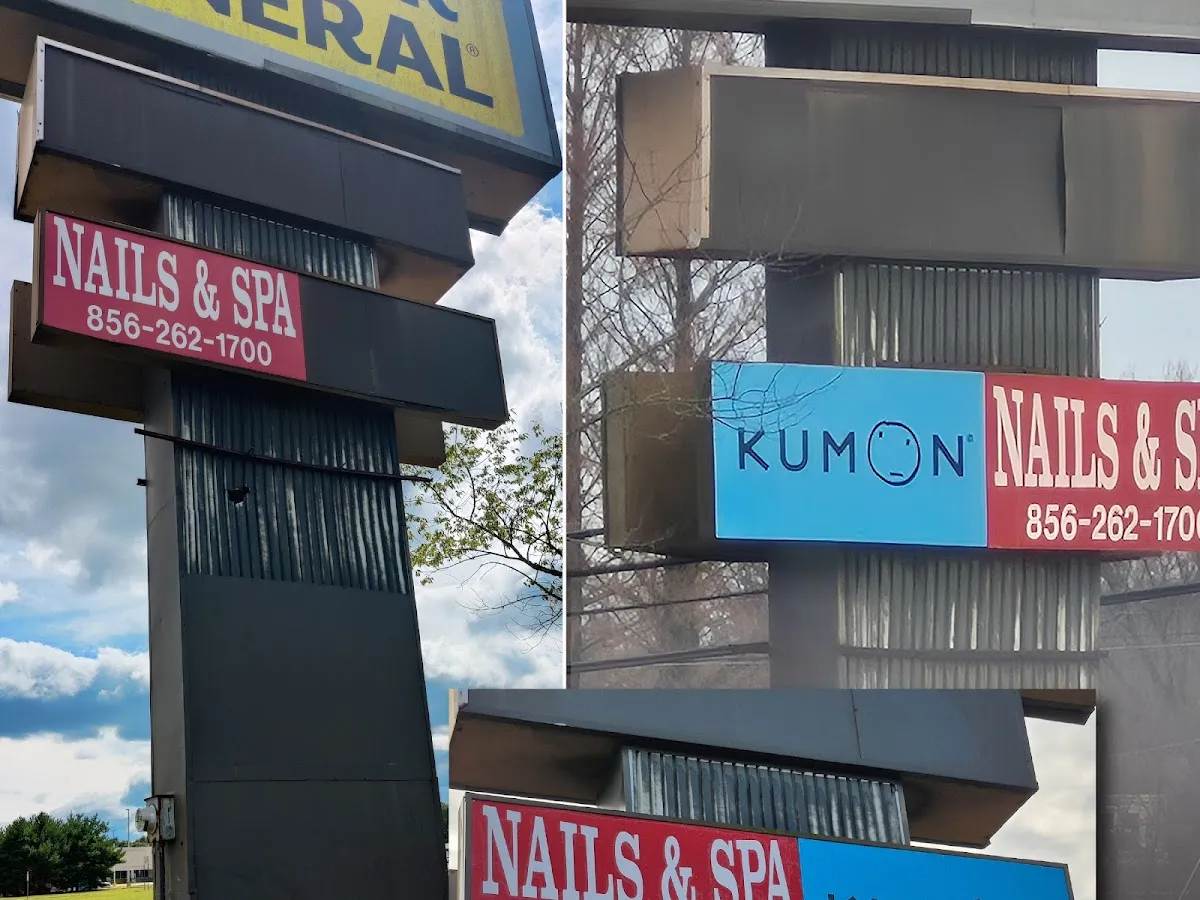 NERAL®
NAILS & SPA
856-262-1700
KUMON®
NAILS & S
856-262-170
NAILS & SPA